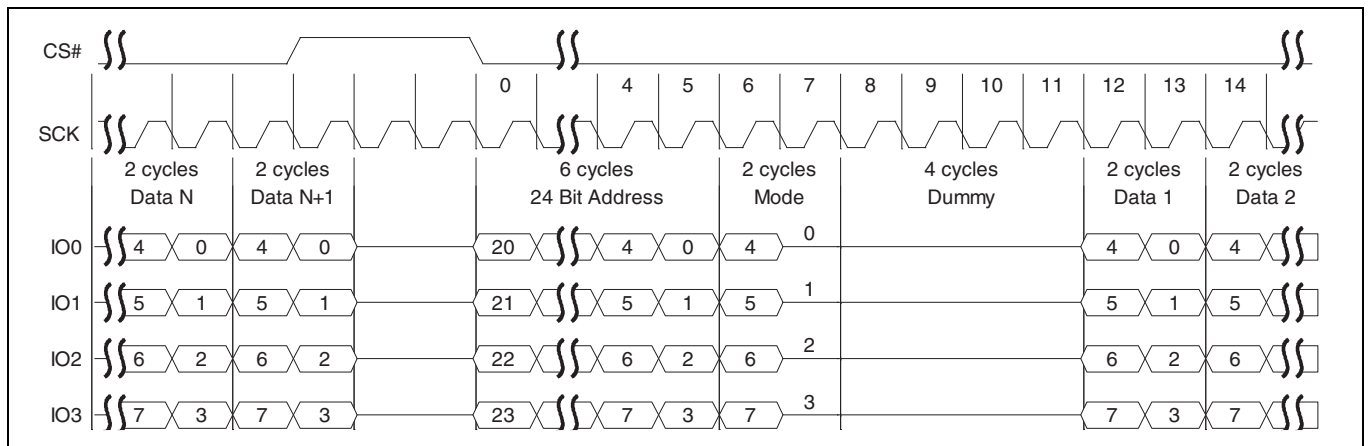 CS#
0 4 5 6 7 8 9 10 11 12 13 14
SCK
2 cycles 2 cycles 6 cycles 2 cycles 4 cycles 2 cycles 2 cycles
Data N Data N+1 24 Bit Address Mode Dummy Data 1 Data 2
IO0 4 0 4 0 20 4 0 4 0 4 0 4
IO1 5 1 5 1 21 5 1 5 1 5 1 5
IO2 6 2 6 2 22 6 2 6 2 6 2 6
IO3 7 3 7 3 23 7 3 7 3 7 3 7